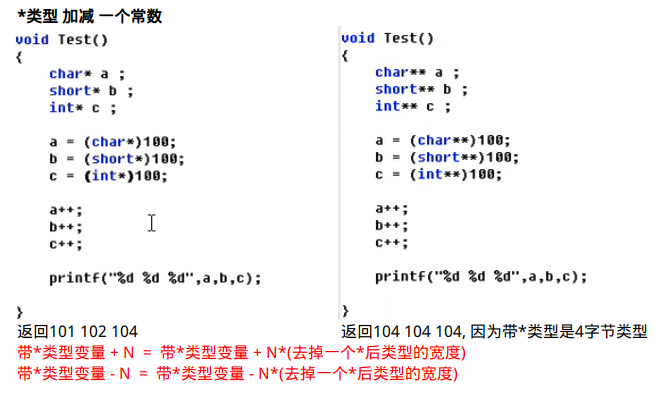 *类型 加减 一个常数
void Test()
{
    char* a ;
    short* b ;
    int* c ;
    a = (char*)100;
    b = (short*)100;
    c = (int*)100;
    a++;
    b++;
    c++;
    printf("%d %d %d",a,b,c);
}
返回101 102 104
void Test()
{
    char** a ;
    short** b ;
    int** c ;
    a = (char**)100;
    b = (short**)100;
    c = (int**)100;
    a++;
    b++;
    c++;
    printf("%d %d %d",a,b,c);
}
返回104 104 104, 因为带*类型是4字节类型
带*类型变量 + N = 带*类型变量 + N*(去掉一个*后类型的宽度)
带*类型变量 - N = 带*类型变量 - N*(去掉一个*后类型的宽度)